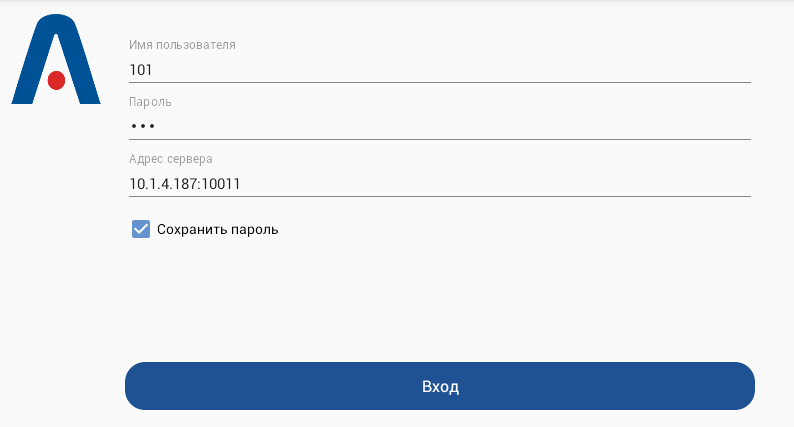 Имя пользователя
101
Пароль
•••
Адрес сервера
10.1.4.187:10011
Сохранить пароль
Вход